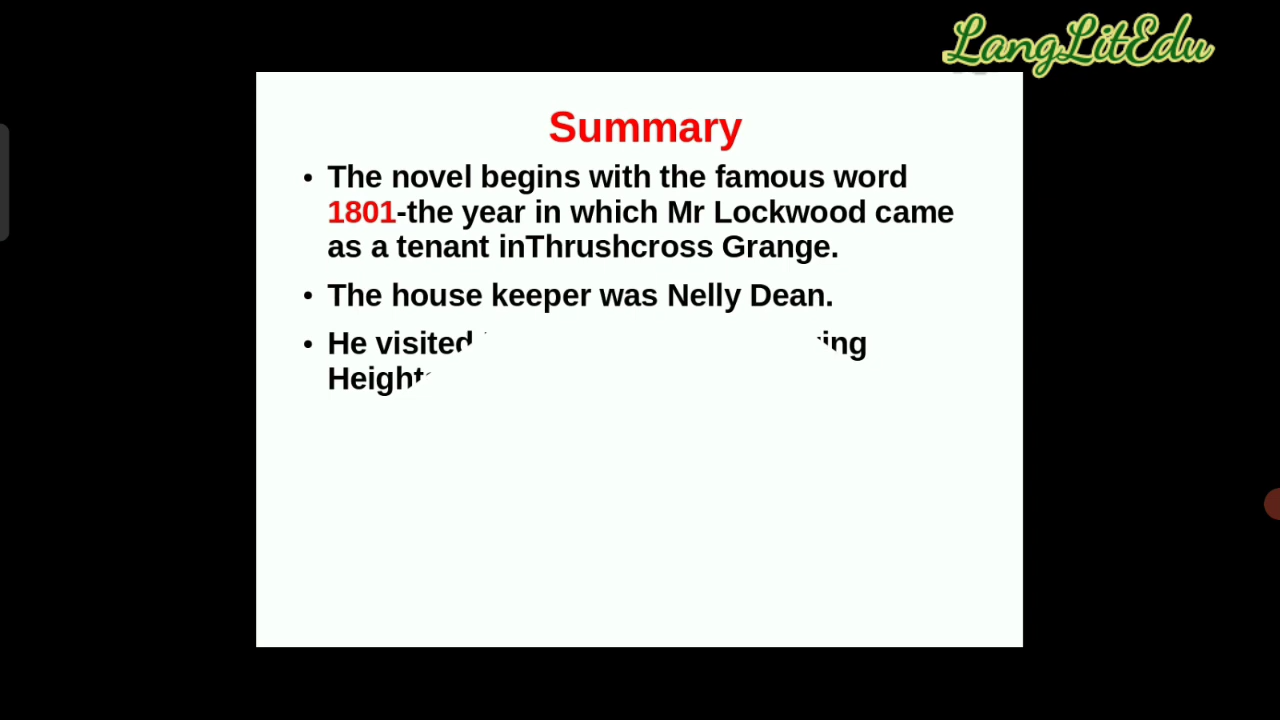 LangLitEdu
Summary
• The novel begins with the famous word
1801-the year in which Mr Lockwood came
as a tenant inThrushcross Grange.
• The house keeper was Nelly Dean.
• He visited
Heights